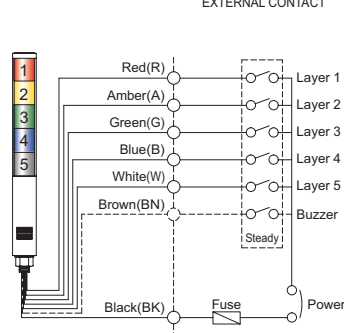 EXTERNAL CONTACT
1
2
3
4
5
Red(R)
Layer 1
Amber(A)
Layer 2
Green(G)
Layer 3
Blue(B)
Layer 4
White(W)
Layer 5
Brown(BN)
Buzzer
Steady
Black(BK)
Fuse
Power